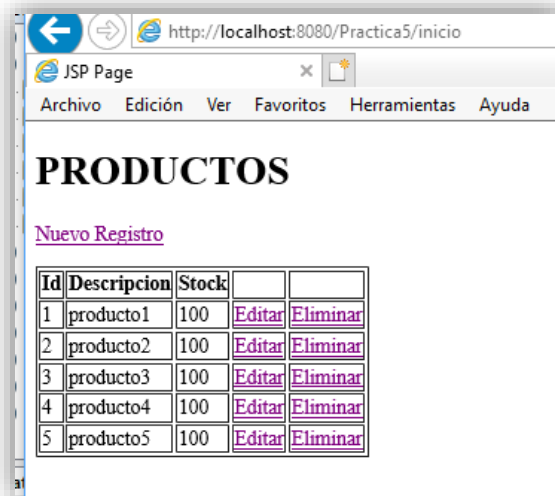 http://localhost:8080/Practica5/inicio
JSP Page
Archivo Edición Ver Favoritos Herramientas Ayuda
PRODUCTOS
Nuevo Registro
Id Descripcion Stock
1 producto1 100 Editar Eliminar
2 producto2 100 Editar Eliminar
3 producto3 100 Editar Eliminar
4 producto4 100 Editar Eliminar
5 producto5 100 Editar Eliminar